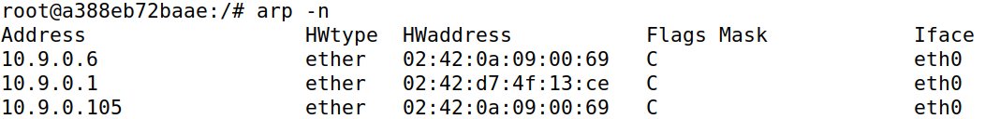 root@a388eb72baae:/# arp -n
Address                  HWtype  HWaddress           Flags Mask            Iface
10.9.0.6                 ether   02:42:0a:09:00:69   C                     eth0
10.9.0.1                 ether   02:42:d7:4f:13:ce   C                     eth0
10.9.0.105               ether   02:42:0a:09:00:69   C                     eth0